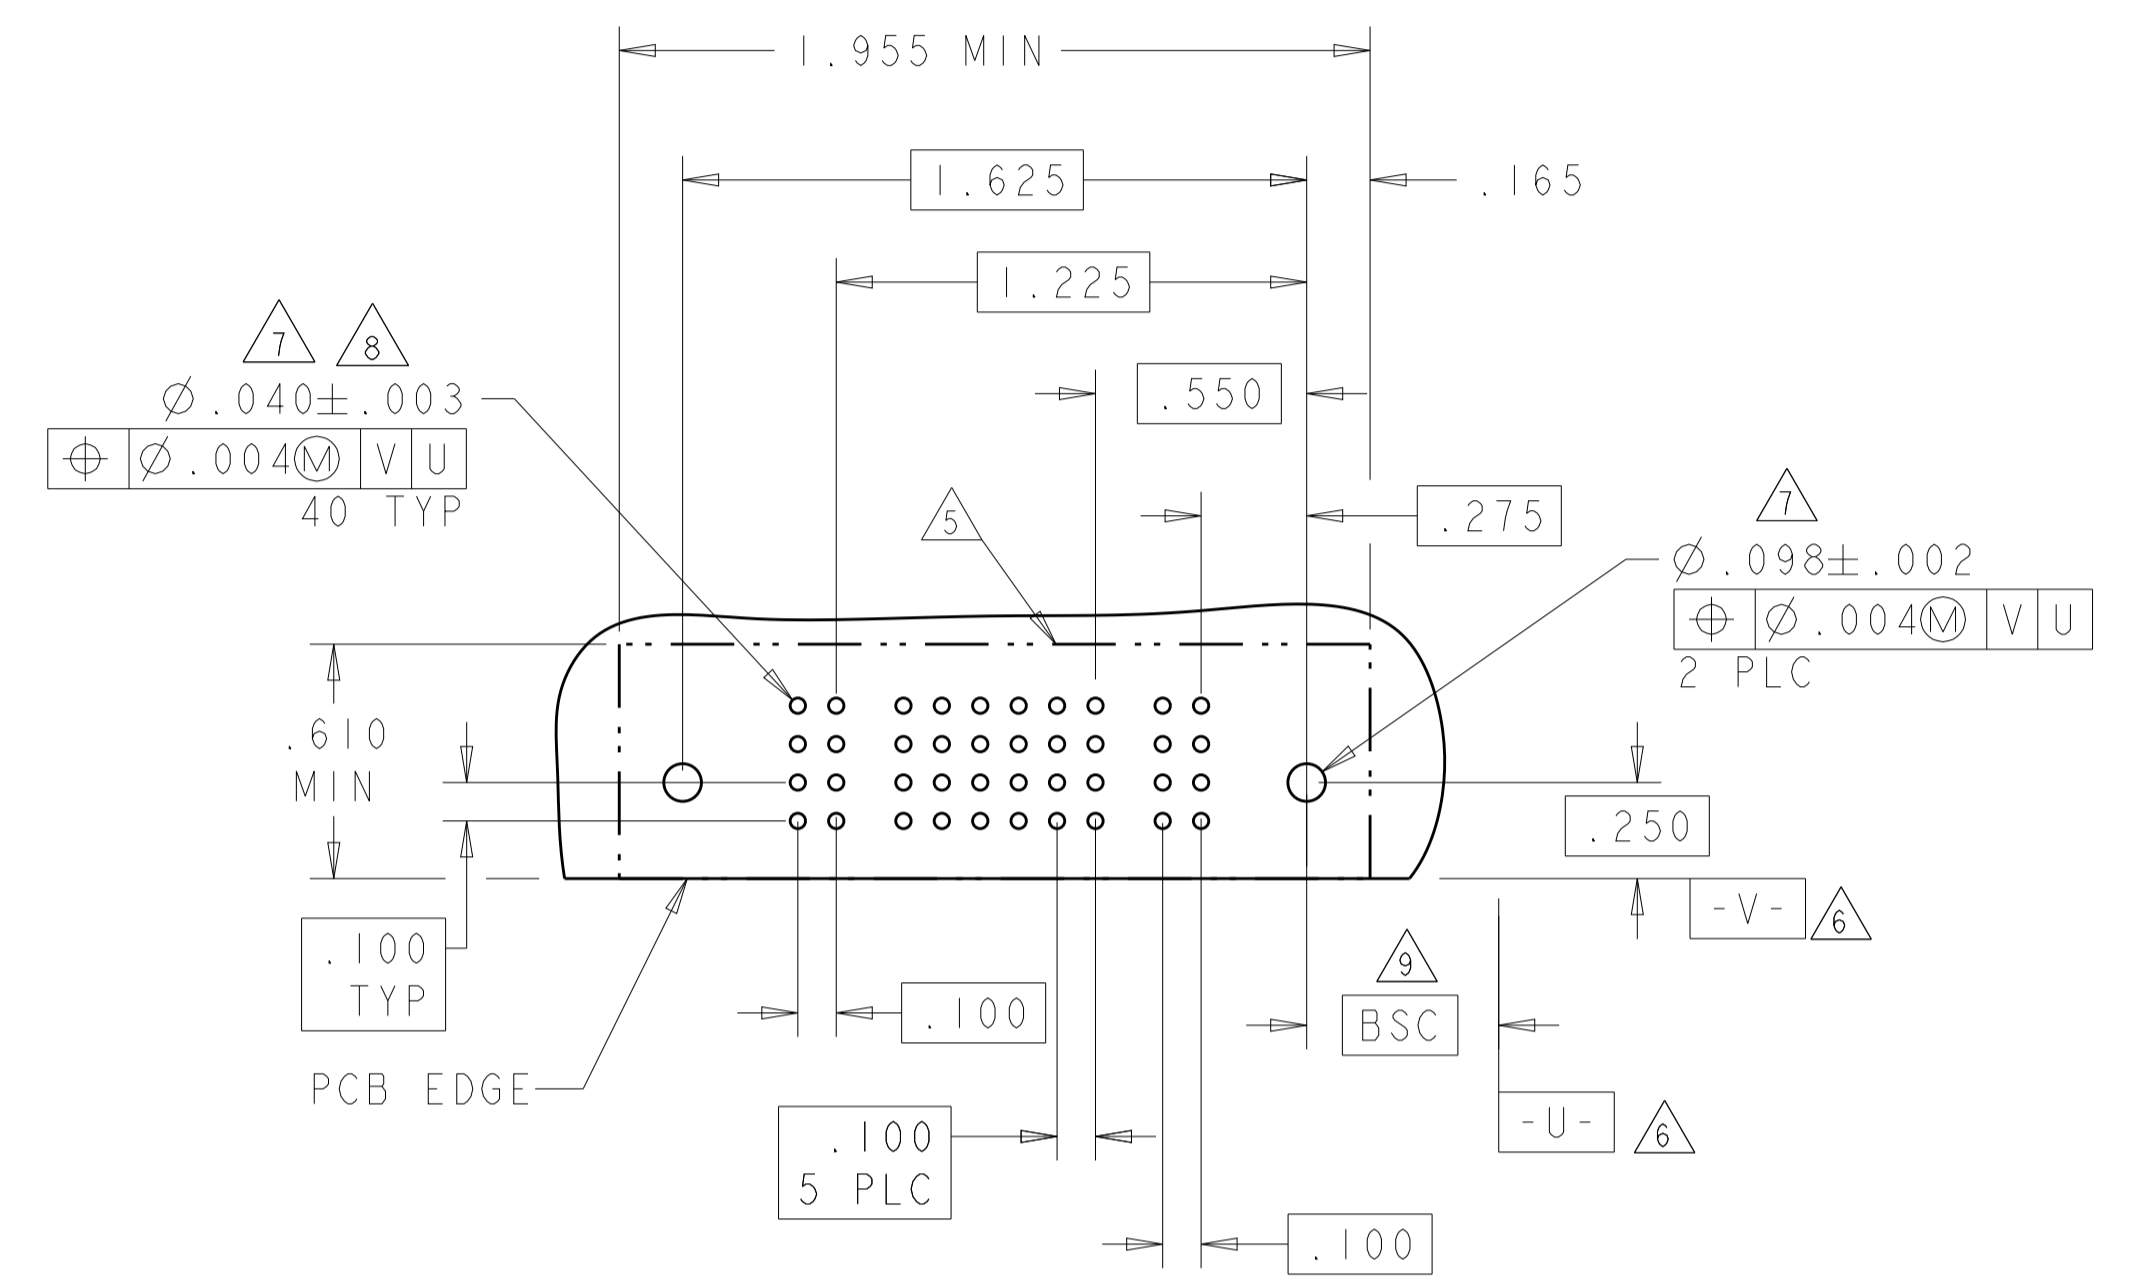 1.955 MIN
1.625
.165
1.225
7
8
∅.040±.003
⌖ ∅.004Ⓜ V U
40 TYP
.550
5
.275
7
∅.098±.002
⌖ ∅.004Ⓜ V U
2 PLC
.610
MIN
.250
-V-
6
.100
TYP
9
BSC
.100
PCB EDGE
-U-
6
.100
5 PLC
.100